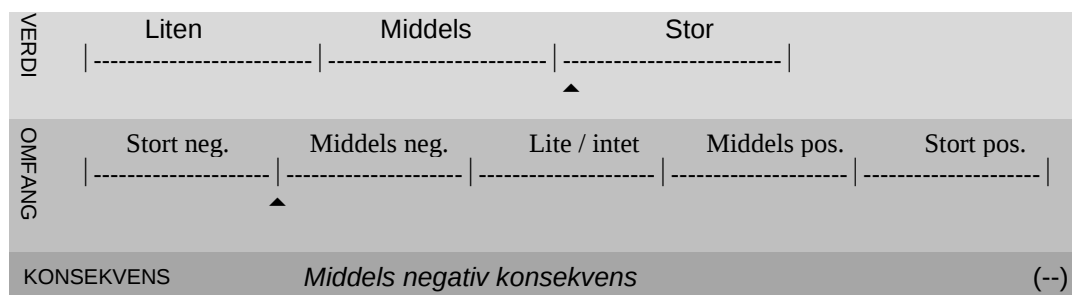 VERDI
Liten Middels Stor
|---------------------------|---------------------------|---------------------------|
OMFANG
Stort neg. Middels neg. Lite / intet Middels pos. Stort pos.
|----------------------|----------------------|----------------------|----------------------|----------------------|
KONSEKVENS Middels negativ konsekvens (--)